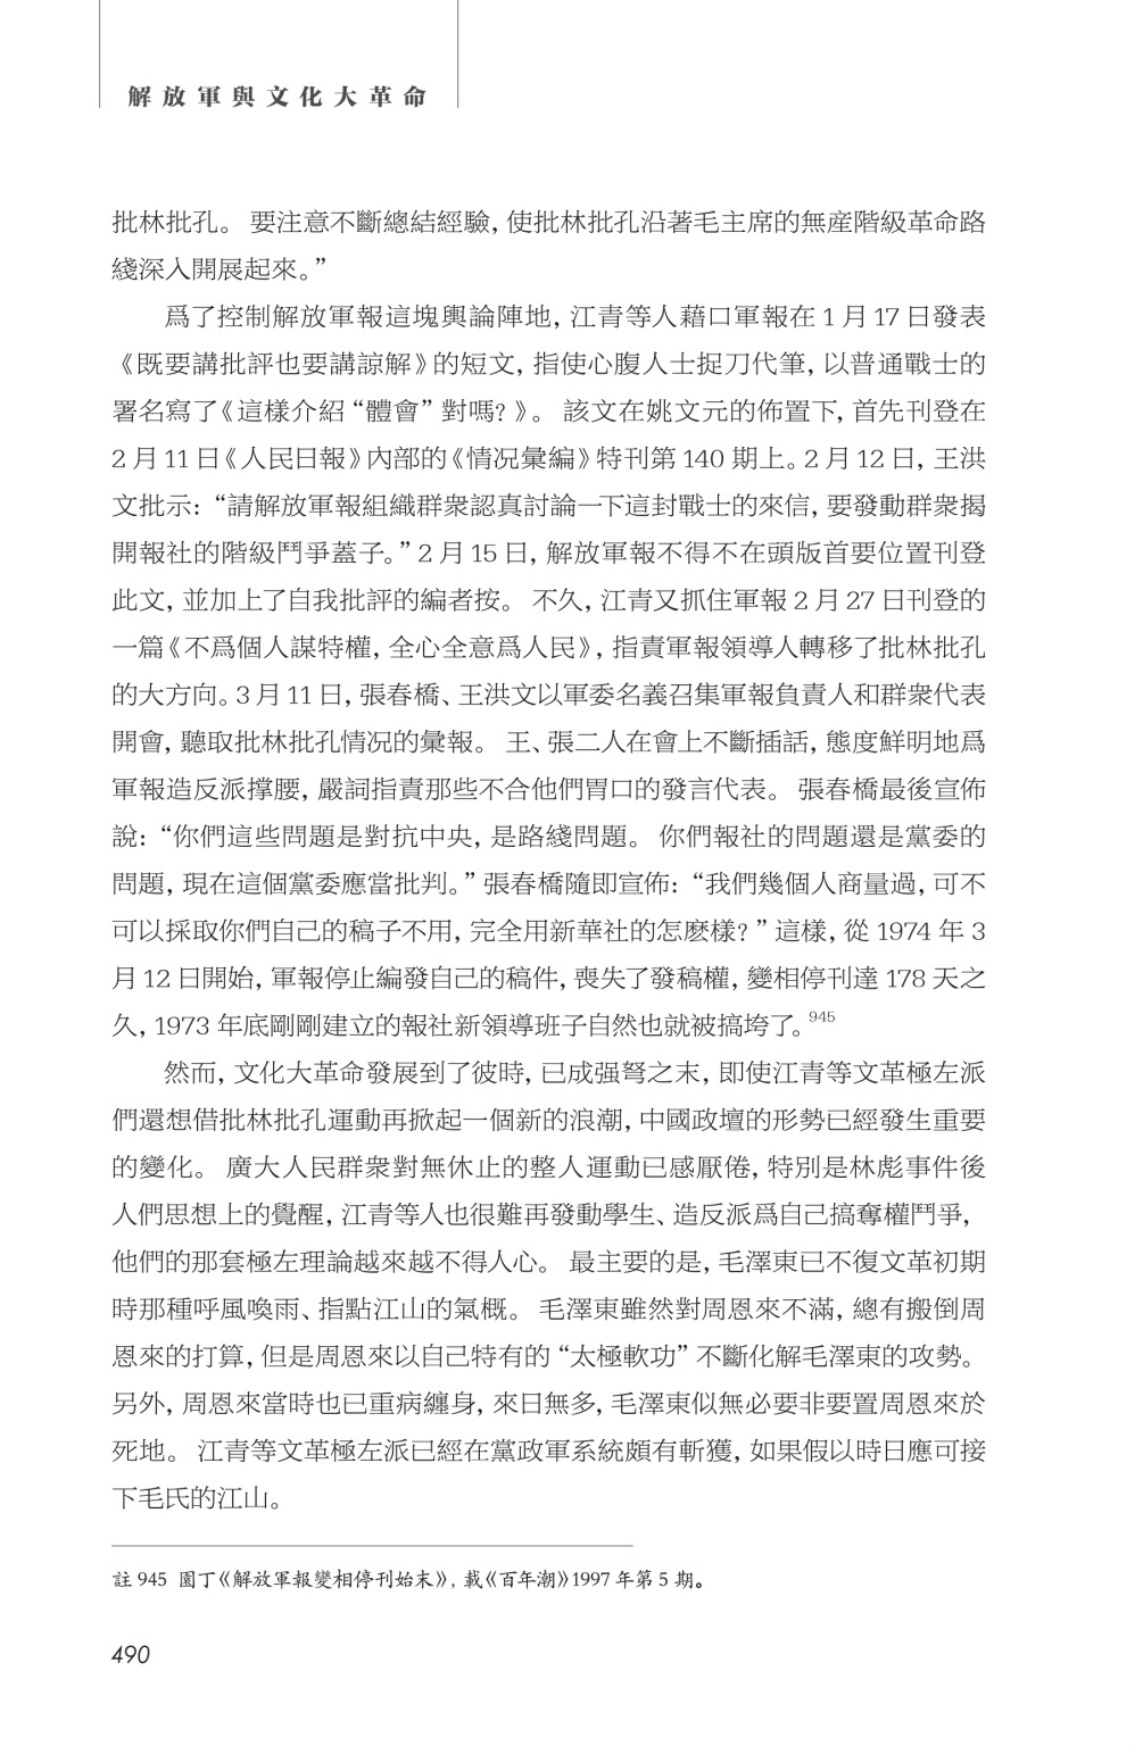 解放軍與文化大革命
批林批孔。 要注意不斷總結經驗, 使批林批孔沿著毛主席的無産階級革命路
綫深入開展起來。”
爲了控制解放軍報這塊輿論陣地, 江青等人藉口軍報在 1 月 17 日發表
《既要講批評也要講諒解》的短文, 指使心腹人士捉刀代筆, 以普通戰士的
署名寫了《這樣介紹 “體會” 對嗎? 》。 該文在姚文元的佈置下, 首先刊登在
2 月 11 日《人民日報》內部的《情况彙編》特刊第 140 期上。2 月 12 日, 王洪
文批示: “請解放軍報組織群衆認真討論一下這封戰士的來信, 要發動群衆揭
開報社的階級鬥爭蓋子。” 2 月 15 日, 解放軍報不得不在頭版首要位置刊登
此文, 並加上了自我批評的編者按。 不久, 江青又抓住軍報 2 月 27 日刊登的
一篇《不爲個人謀特權, 全心全意爲人民》, 指責軍報領導人轉移了批林批孔
的大方向。3 月 11 日, 張春橋、王洪文以軍委名義召集軍報負責人和群衆代表
開會, 聽取批林批孔情况的彙報。 王、張二人在會上不斷插話, 態度鮮明地爲
軍報造反派撑腰, 嚴詞指責那些不合他們胃口的發言代表。 張春橋最後宣佈
說: “你們這些問題是對抗中央, 是路綫問題。 你們報社的問題還是黨委的
問題, 現在這個黨委應當批判。” 張春橋隨即宣佈: “我們幾個人商量過, 可不
可以採取你們自己的稿子不用, 完全用新華社的怎麽樣? ” 這樣, 從 1974 年 3
月 12 日開始, 軍報停止編發自己的稿件, 喪失了發稿權, 變相停刊達 178 天之
久, 1973 年底剛剛建立的報社新領導班子自然也就被搞垮了。945
然而, 文化大革命發展到了彼時, 已成强弩之末, 即使江青等文革極左派
們還想借批林批孔運動再掀起一個新的浪潮, 中國政壇的形勢已經發生重要
的變化。 廣大人民群衆對無休止的整人運動已感厭倦, 特別是林彪事件後
人們思想上的覺醒, 江青等人也很難再發動學生、造反派爲自己搞奪權鬥爭,
他們的那套極左理論越來越不得人心。 最主要的是, 毛澤東已不復文革初期
時那種呼風喚雨、指點江山的氣概。 毛澤東雖然對周恩來不滿, 總有搬倒周
恩來的打算, 但是周恩來以自己特有的 “太極軟功” 不斷化解毛澤東的攻勢。
另外, 周恩來當時也已重病纏身, 來日無多, 毛澤東似無必要非要置周恩來於
死地。 江青等文革極左派已經在黨政軍系統頗有斬獲, 如果假以時日應可接
下毛氏的江山。
註 945 園丁《解放軍報變相停刊始末》, 載《百年潮》1997 年第 5 期。
490